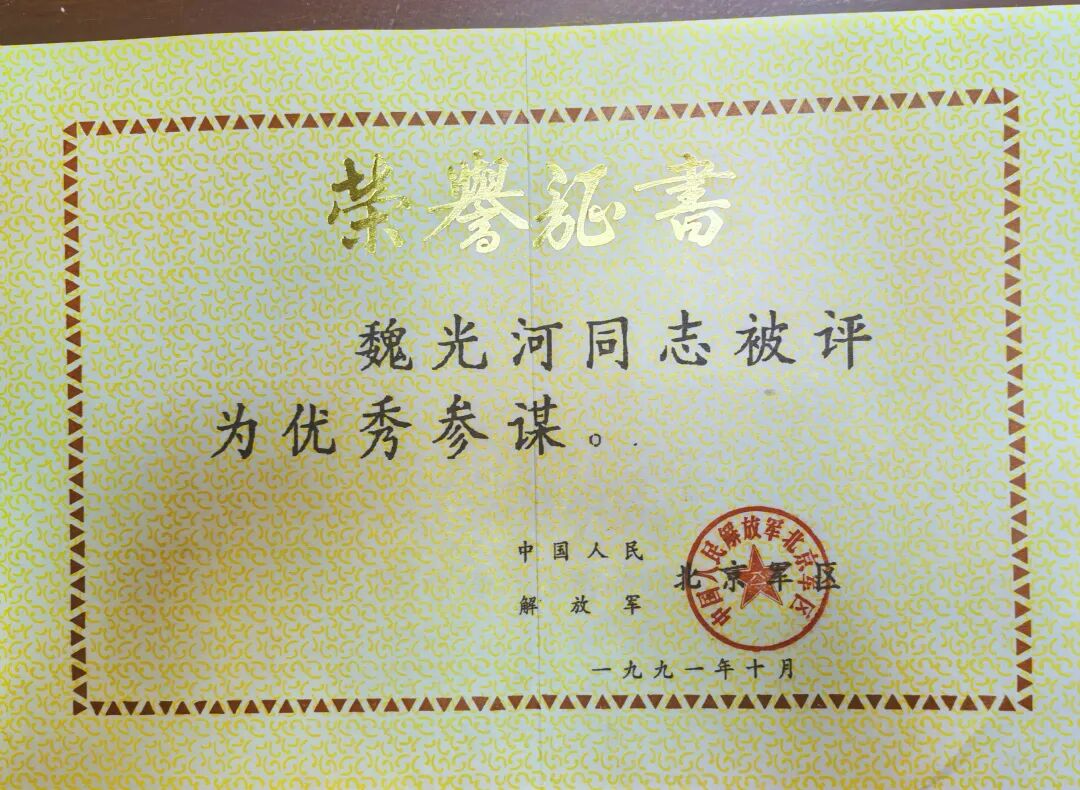 荣誉证书
魏光河同志被评
为优秀参谋。
中国人民
解放军
北京军区
中国人民解放军北京军区
一九九一年十月